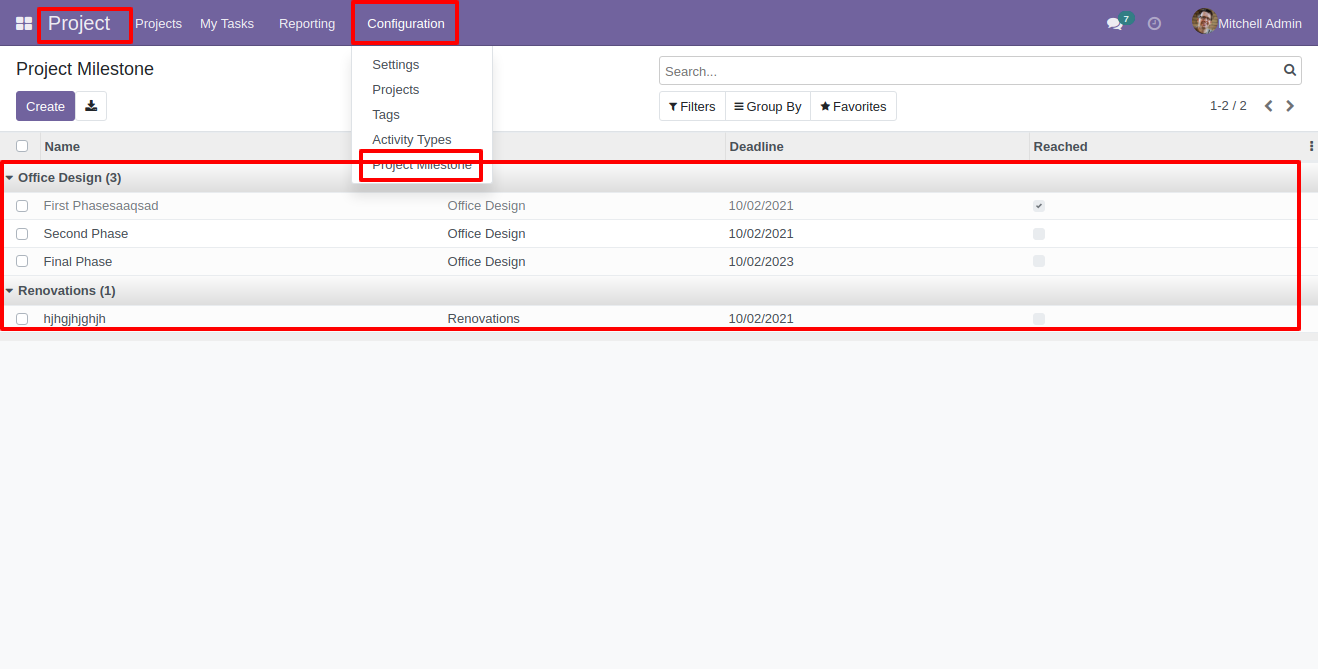 Project Projects My Tasks Reporting Configuration 7 Mitchell Admin
Project Milestone
Settings
Projects
Tags
Activity Types
Project Milestone
Search...
Create
Filters Group By Favorites 1-2 / 2
Name Deadline Reached
Office Design (3)
First Phasesaaqsad Office Design 10/02/2021
Second Phase Office Design 10/02/2021
Final Phase Office Design 10/02/2023
Renovations (1)
hjhgjhjghjh Renovations 10/02/2021